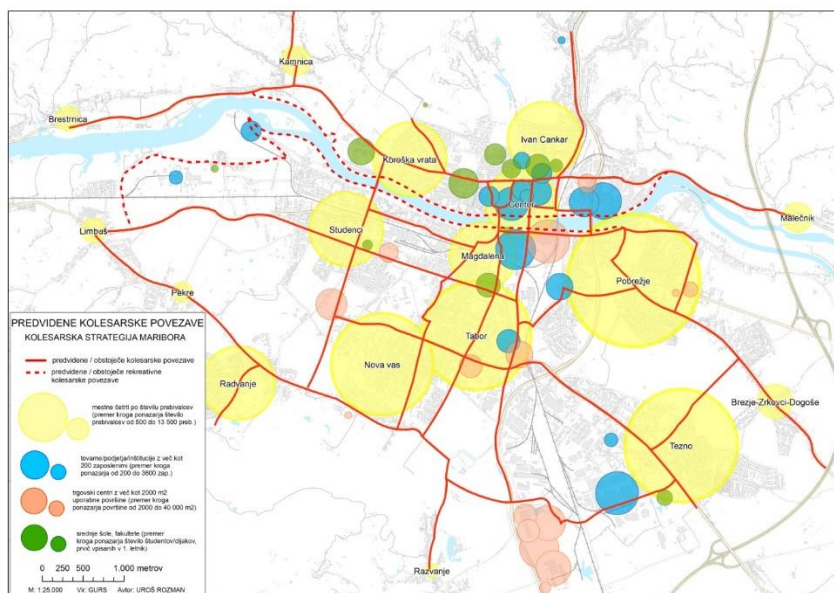 Kamnica
Brestrnica
Ivan Cankar
Koroška vrata
Center
Malečnik
Studenci
Limbuš
Magdalena
Pobrežje
Pekre
Tabor
Nova vas
Radvanje
Brezje-Zrkovci-Dogoše
Tezno
Razvanje
PREDVIDENE KOLESARSKE POVEZAVE
KOLESARSKA STRATEGIJA MARIBORA
predvidene / obstoječe kolesarske povezave
predvidene / obstoječe rekreativne
kolesarske povezave
mestne četrti po številu prebivalcev
(premer kroga ponazarja število
prebivalcev od 500 do 13 500 preb.)
tovarne/podjetja/inštitucije z več kot
200 zaposlenimi (premer kroga
ponazarja od 200 do 3600 zap.)
trgovski centri z več kot 2000 m2
uporabne površine (premer kroga
ponazarja površine od 2000 do 40 000 m2)
srednje šole, fakultete (premer
kroga ponazarja število študentov/dijakov,
prvič vpisanih v 1. letnik)
0 250 500 1.000 metrov
M: 1:25.000 Vir: GURS Avtor: UROŠ ROZMAN